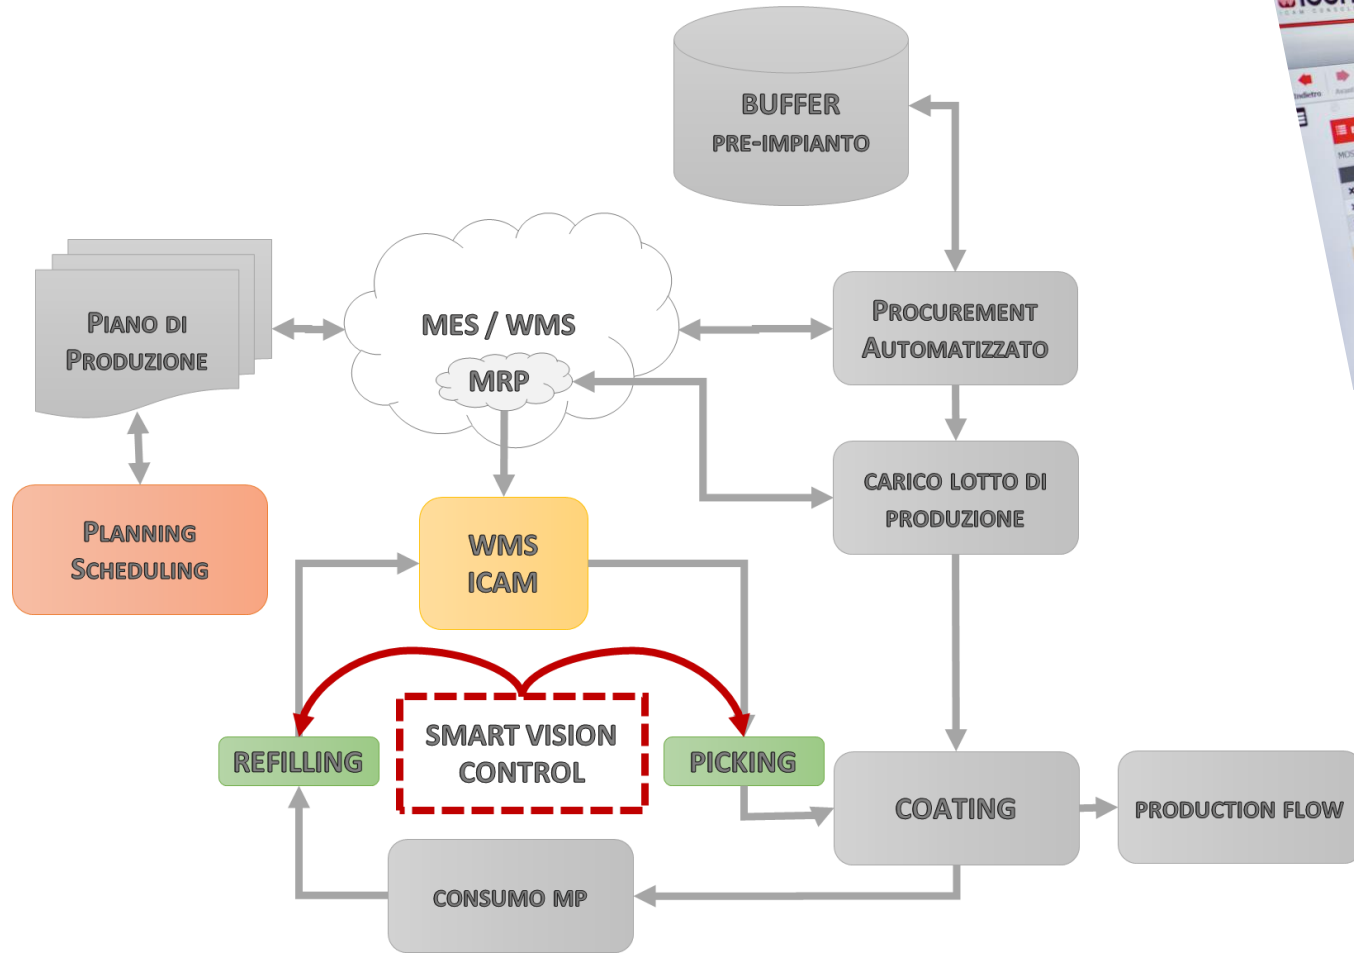 BUFFER
PRE-IMPIANTO
PIANO DI
PRODUZIONE
MES / WMS
MRP
PROCUREMENT
AUTOMATIZZATO
CARICO LOTTO DI
PRODUZIONE
PLANNING
SCHEDULING
WMS
ICAM
REFILLING
SMART VISION
CONTROL
PICKING
COATING
PRODUCTION FLOW
CONSUMO MP
Indietro